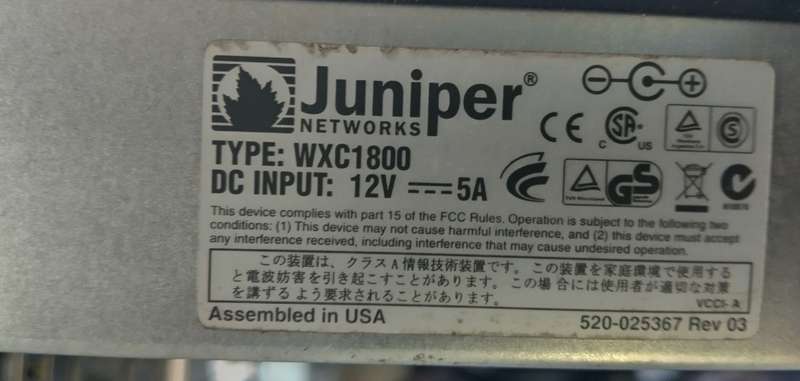 Juniper®
NETWORKS
CE
C SA US
TYPE: WXC1800
DC INPUT: 12V 5A
GS
This device complies with part 15 of the FCC Rules. Operation is subject to the following two
conditions: (1) This device may not cause harmful interference, and (2) this device must accept
any interference received, including interference that may cause undesired operation.
この装置は、クラスA情報技術装置です。この装置を家庭環境で使用する
と電波妨害を引き起こすことがあります。この場合には使用者が適切な対策
を講ずるよう要求されることがあります。
VCCI- A
Assembled in USA
520-025367 Rev 03